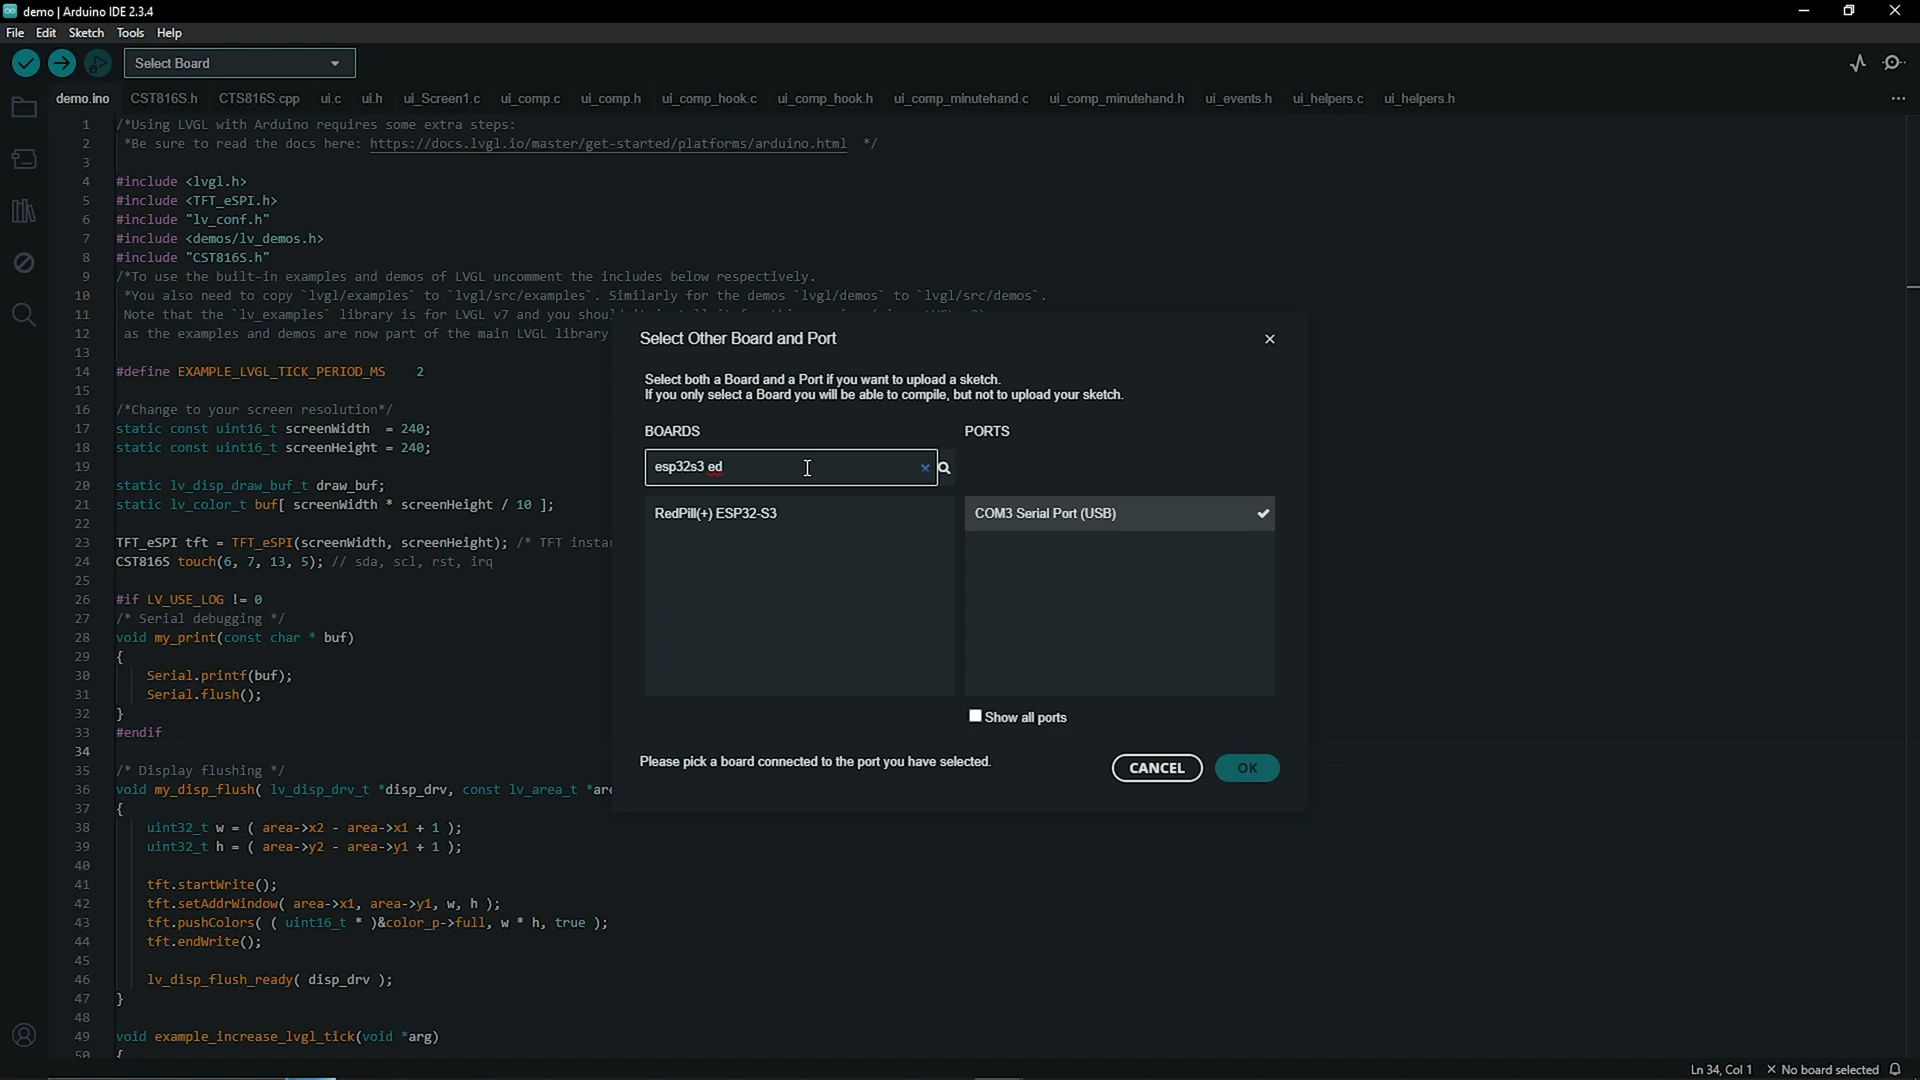 demo | Arduino IDE 2.3.4
File Edit Sketch Tools Help
Select Board
demo.ino CST816S.h CTS816S.cpp ui.c ui.h ui_Screen1.c ui_comp.c ui_comp.h ui_comp_hook.c ui_comp_hook.h ui_comp_minutehand.c ui_comp_minutehand.h ui_events.h ui_helpers.c ui_helpers.h
1 /*Using LVGL with Arduino requires some extra steps:
2 *Be sure to read the docs here: https://docs.lvgl.io/master/get-started/platforms/arduino.html */
3
4 #include <lvgl.h>
5 #include <TFT_eSPI.h>
6 #include "lv_conf.h"
7 #include <demos/lv_demos.h>
8 #include "CST816S.h"
9 /*To use the built-in examples and demos of LVGL uncomment the includes below respectively.
10 *You also need to copy `lvgl/examples` to `lvgl/src/examples`. Similarly for the demos `lvgl/demos` to `lvgl/src/demos`.
11 Note that the `lv_examples` library is for LVGL v7 and you
12 as the examples and demos are now part of the main LVGL library
13
14 #define EXAMPLE_LVGL_TICK_PERIOD_MS 2
15
16 /*Change to your screen resolution*/
17 static const uint16_t screenWidth = 240;
18 static const uint16_t screenHeight = 240;
19
20 static lv_disp_draw_buf_t draw_buf;
21 static lv_color_t buf[ screenWidth * screenHeight / 10 ];
22
23 TFT_eSPI tft = TFT_eSPI(screenWidth, screenHeight); /* TFT instan
24 CST816S touch(6, 7, 13, 5); // sda, scl, rst, irq
25
26 #if LV_USE_LOG != 0
27 /* Serial debugging */
28 void my_print(const char * buf)
29 {
30 Serial.printf(buf);
31 Serial.flush();
32 }
33 #endif
34
35 /* Display flushing */
36 void my_disp_flush( lv_disp_drv_t *disp_drv, const lv_area_t *are
37 {
38 uint32_t w = ( area->x2 - area->x1 + 1 );
39 uint32_t h = ( area->y2 - area->y1 + 1 );
40
41 tft.startWrite();
42 tft.setAddrWindow( area->x1, area->y1, w, h );
43 tft.pushColors( ( uint16_t * )&color_p->full, w * h, true );
44 tft.endWrite();
45
46 lv_disp_flush_ready( disp_drv );
47 }
48
49 void example_increase_lvgl_tick(void *arg)
50 {
Select Other Board and Port
Select both a Board and a Port if you want to upload a sketch.
If you only select a Board you will be able to compile, but not to upload your sketch.
BOARDS PORTS
esp32s3 ed
RedPill(+) ESP32-S3 COM3 Serial Port (USB)
Show all ports
Please pick a board connected to the port you have selected.
CANCEL OK
Ln 34, Col 1 No board selected